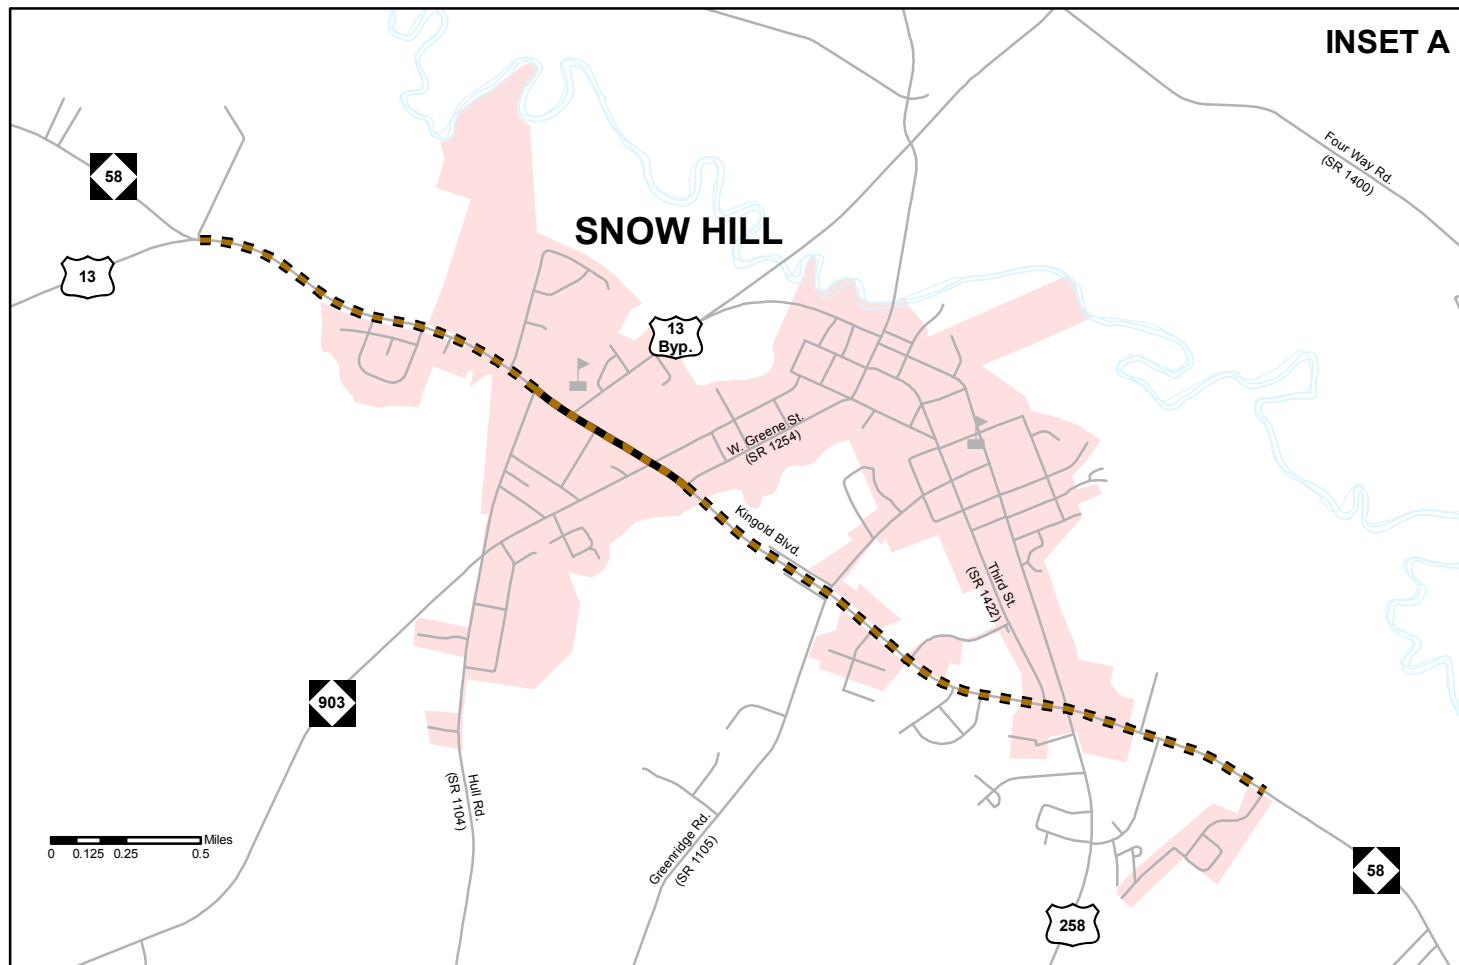 INSET A
Four Way Rd.
(SR 1400)
58
SNOW HILL
13
13
Byp.
W. Greene St.
(SR 1254)
Kingold Blvd.
Third St.
(SR 1422)
903
Hull Rd.
(SR 1104)
Greenridge Rd.
(SR 1105)
Miles
0 0.125 0.25 0.5
58
258